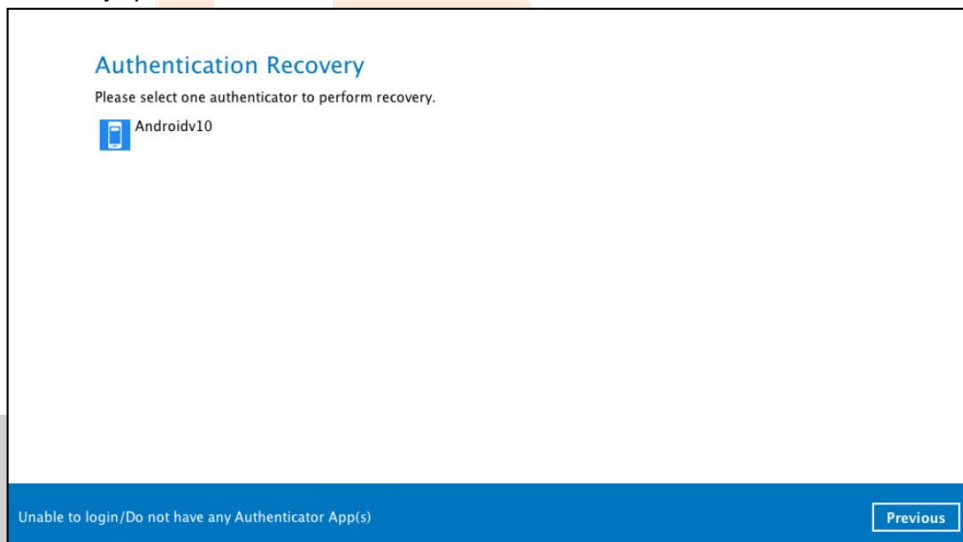 Authentication Recovery
Please select one authenticator to perform recovery.
Androidv10
Unable to login/Do not have any Authenticator App(s)
Previous